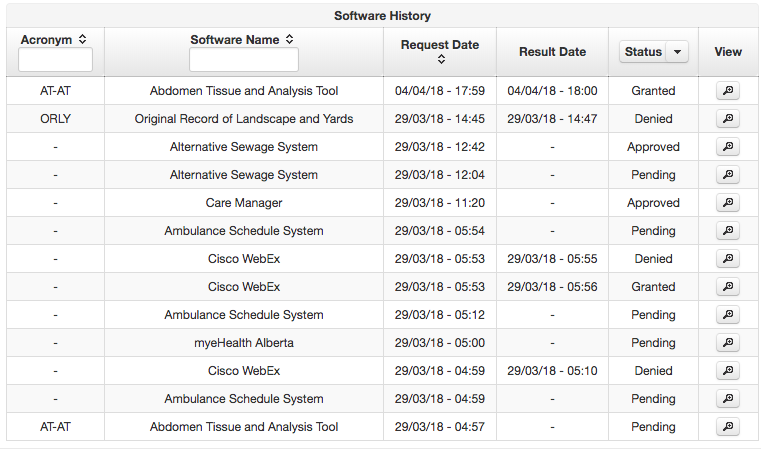 Software History
Acronym Software Name Request Date Result Date Status View
AT-AT Abdomen Tissue and Analysis Tool 04/04/18 - 17:59 04/04/18 - 18:00 Granted
ORLY Original Record of Landscape and Yards 29/03/18 - 14:45 29/03/18 - 14:47 Denied
- Alternative Sewage System 29/03/18 - 12:42 - Approved
- Alternative Sewage System 29/03/18 - 12:04 - Pending
- Care Manager 29/03/18 - 11:20 - Approved
- Ambulance Schedule System 29/03/18 - 05:54 - Pending
- Cisco WebEx 29/03/18 - 05:53 29/03/18 - 05:55 Denied
- Cisco WebEx 29/03/18 - 05:53 29/03/18 - 05:56 Granted
- Ambulance Schedule System 29/03/18 - 05:12 - Pending
- myeHealth Alberta 29/03/18 - 05:00 - Pending
- Cisco WebEx 29/03/18 - 04:59 29/03/18 - 05:10 Denied
- Ambulance Schedule System 29/03/18 - 04:59 - Pending
AT-AT Abdomen Tissue and Analysis Tool 29/03/18 - 04:57 - Pending